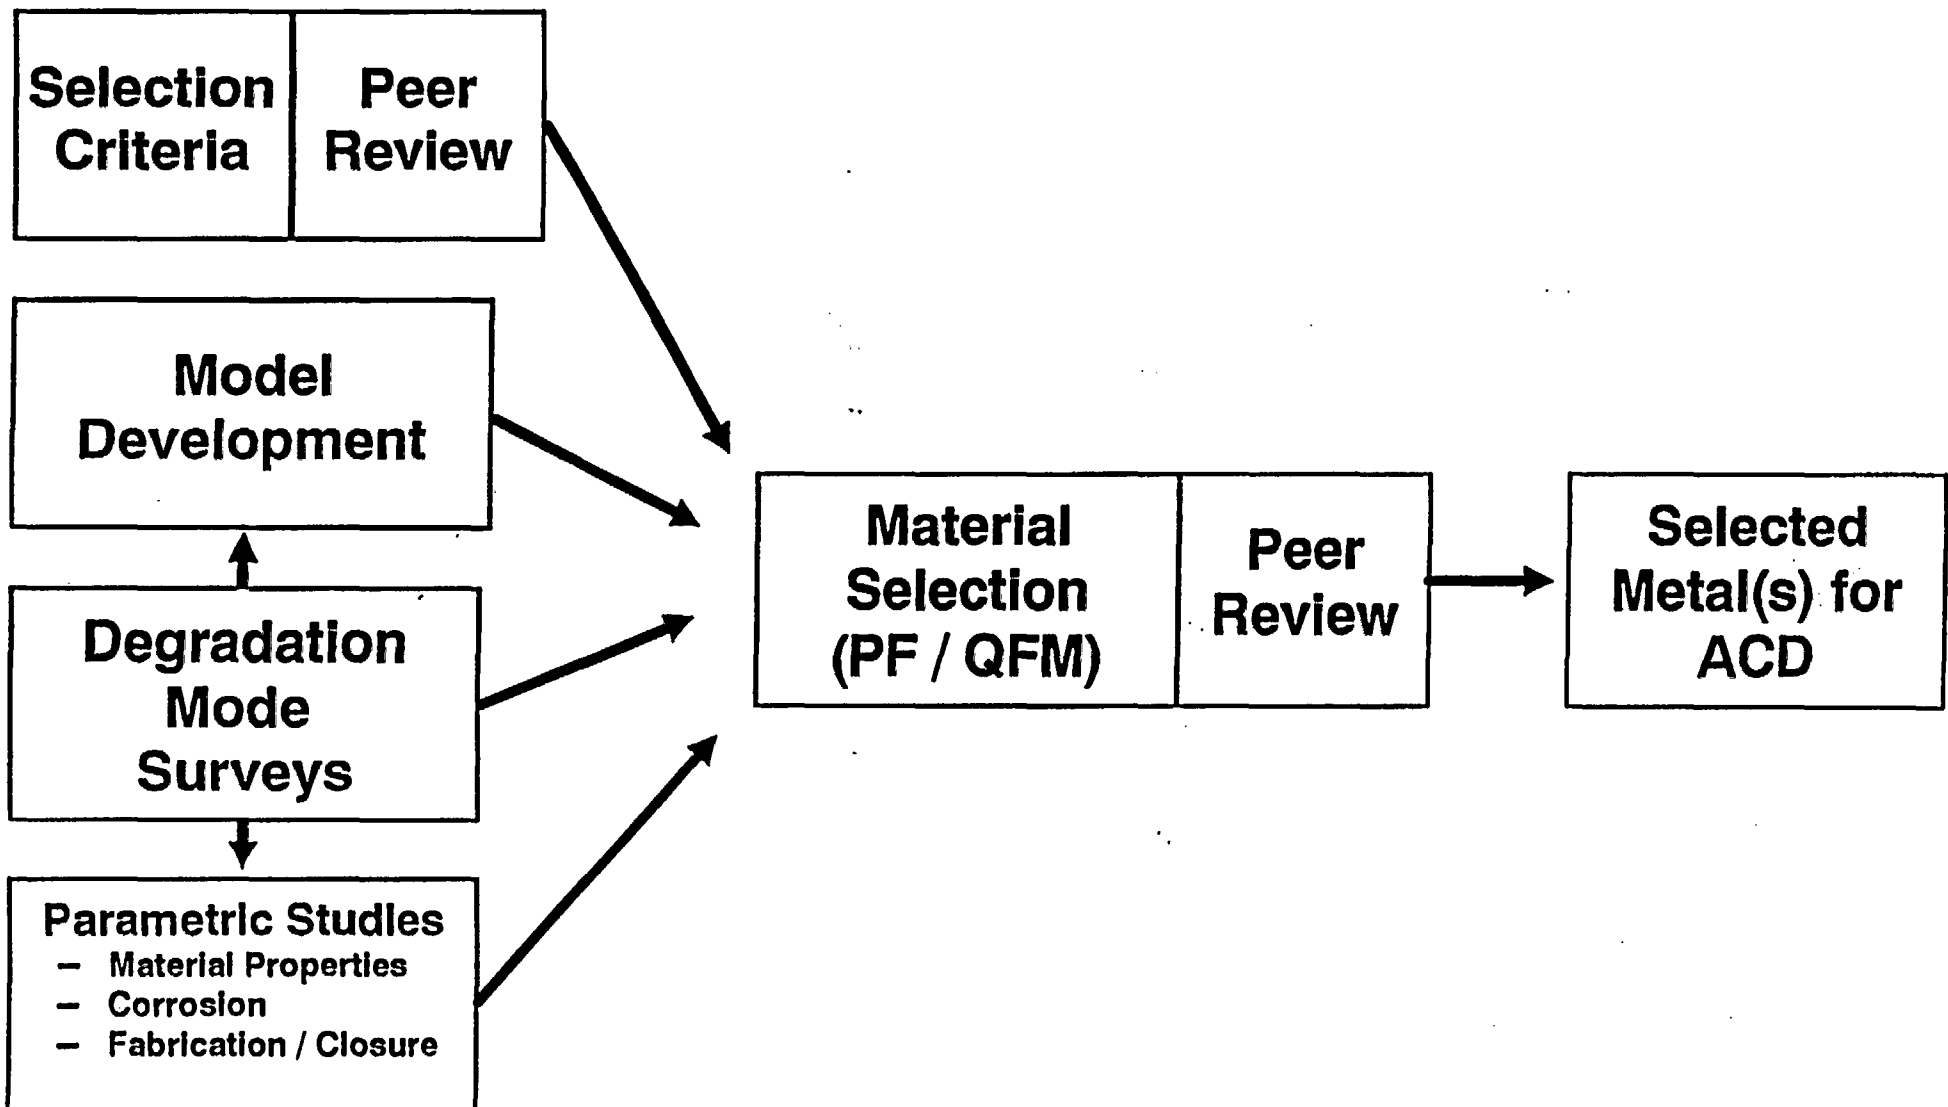 Selection
Criteria
Peer
Review
Model
Development
Degradation
Mode
Surveys
Parametric Studies
– Material Properties
– Corrosion
– Fabrication / Closure
Material
Selection
(PF / QFM)
Peer
Review
Selected
Metal(s) for
ACD